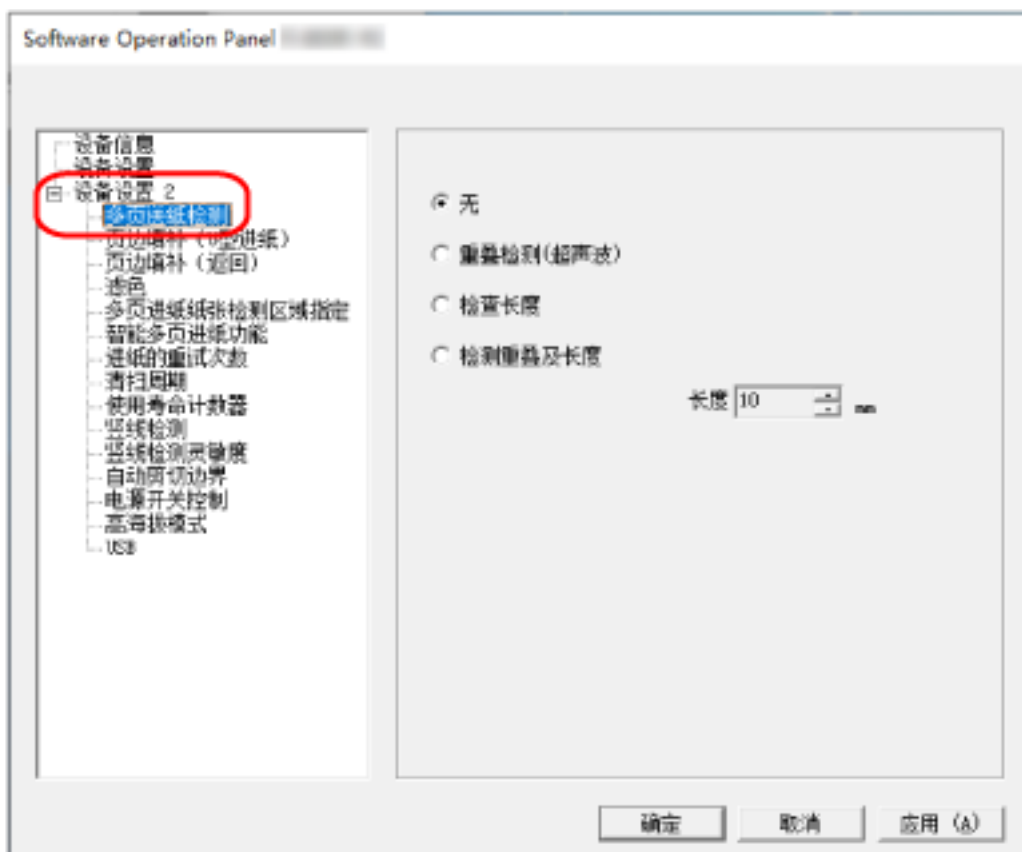 Software Operation Panel
设备信息
设备设置
设备设置 2
多页进纸检测
页边填补（U型进纸）
页边填补（返回）
滤色
多页进纸纸张检测区域指定
智能多页进纸功能
进纸的重试次数
清扫周期
使用寿命计数器
竖线检测
竖线检测灵敏度
自动剪切边界
电源开关控制
高海拔模式
USB
无
重叠检测(超声波)
检查长度
检测重叠及长度
长度 10 mm
确定 取消 应用 (A)